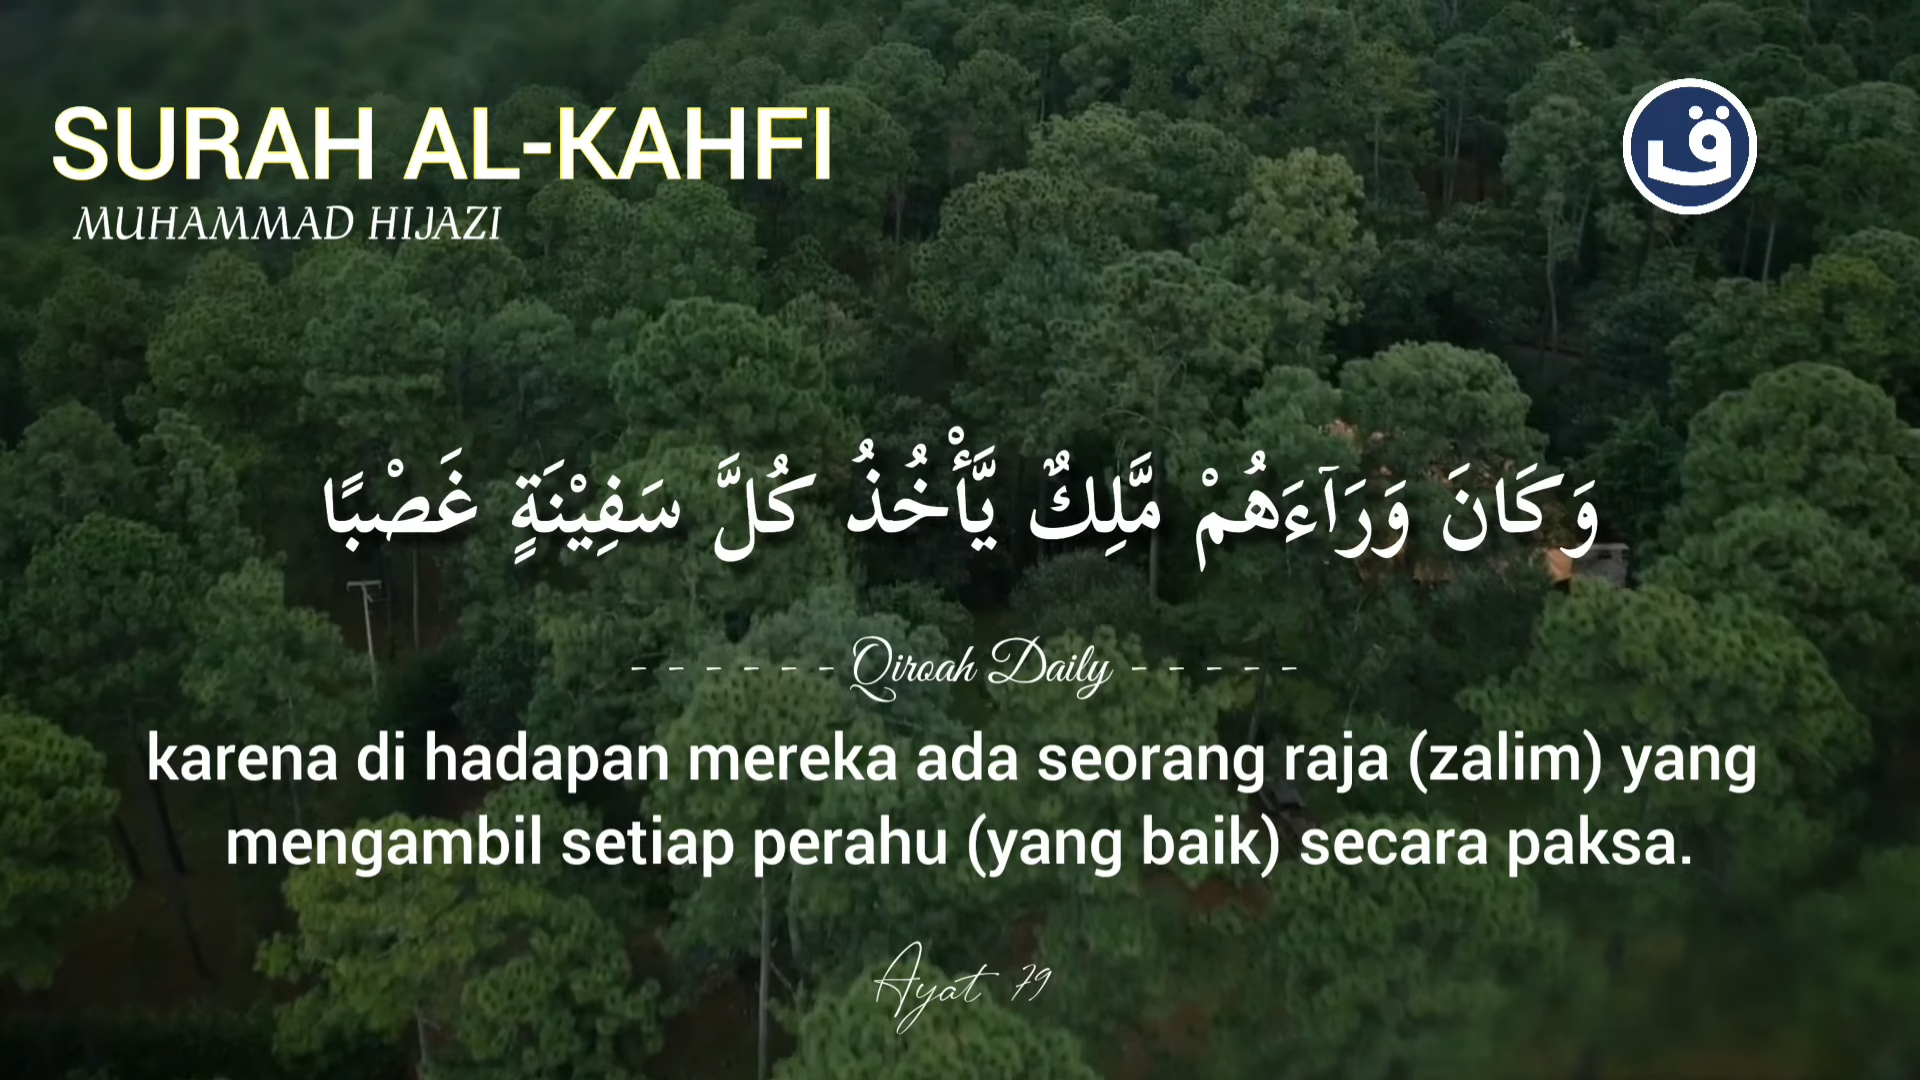 SURAH AL-KAHFI
MUHAMMAD HIJAZI
ق
وَكَانَ وَرَآءَهُمْ مَّلِكٌ يَّأْخُذُ كُلَّ سَفِيْنَةٍ غَصْبًا
- - - - - - Qiroah Daily - - - - -
karena di hadapan mereka ada seorang raja (zalim) yang
mengambil setiap perahu (yang baik) secara paksa.
Ayat 79